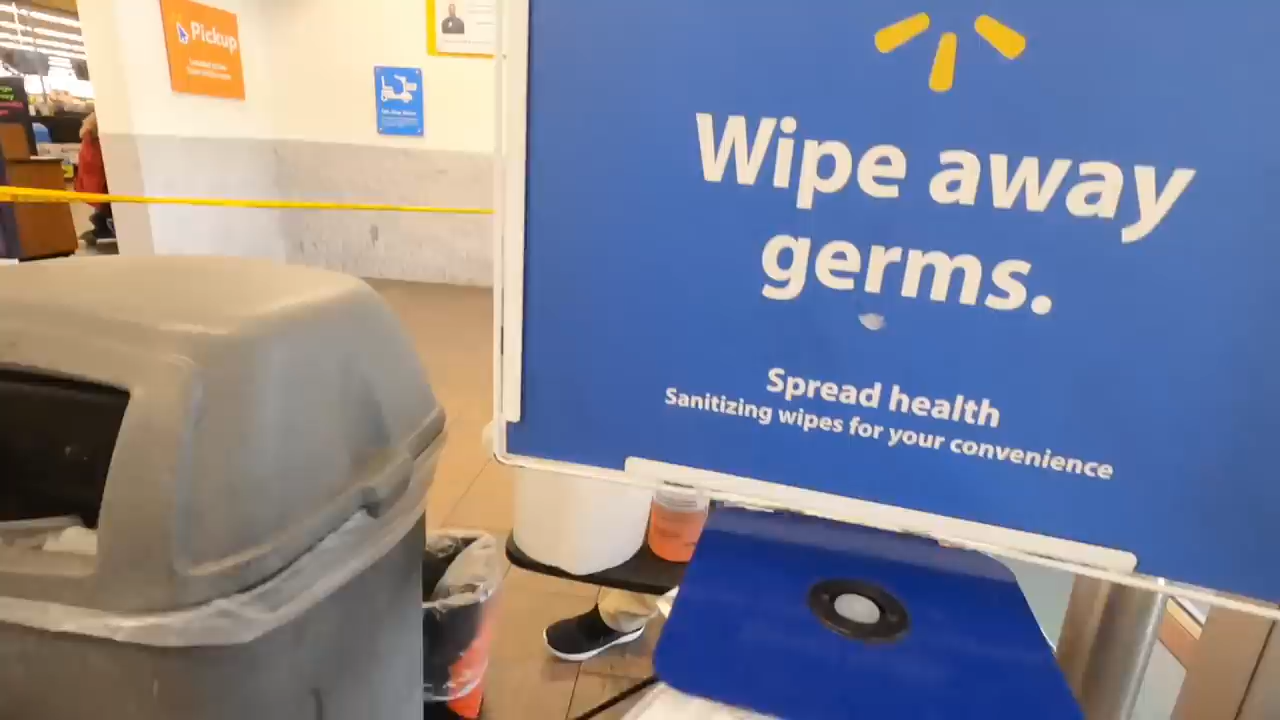 Pickup
Wipe away
germs.
Spread health
Sanitizing wipes for your convenience